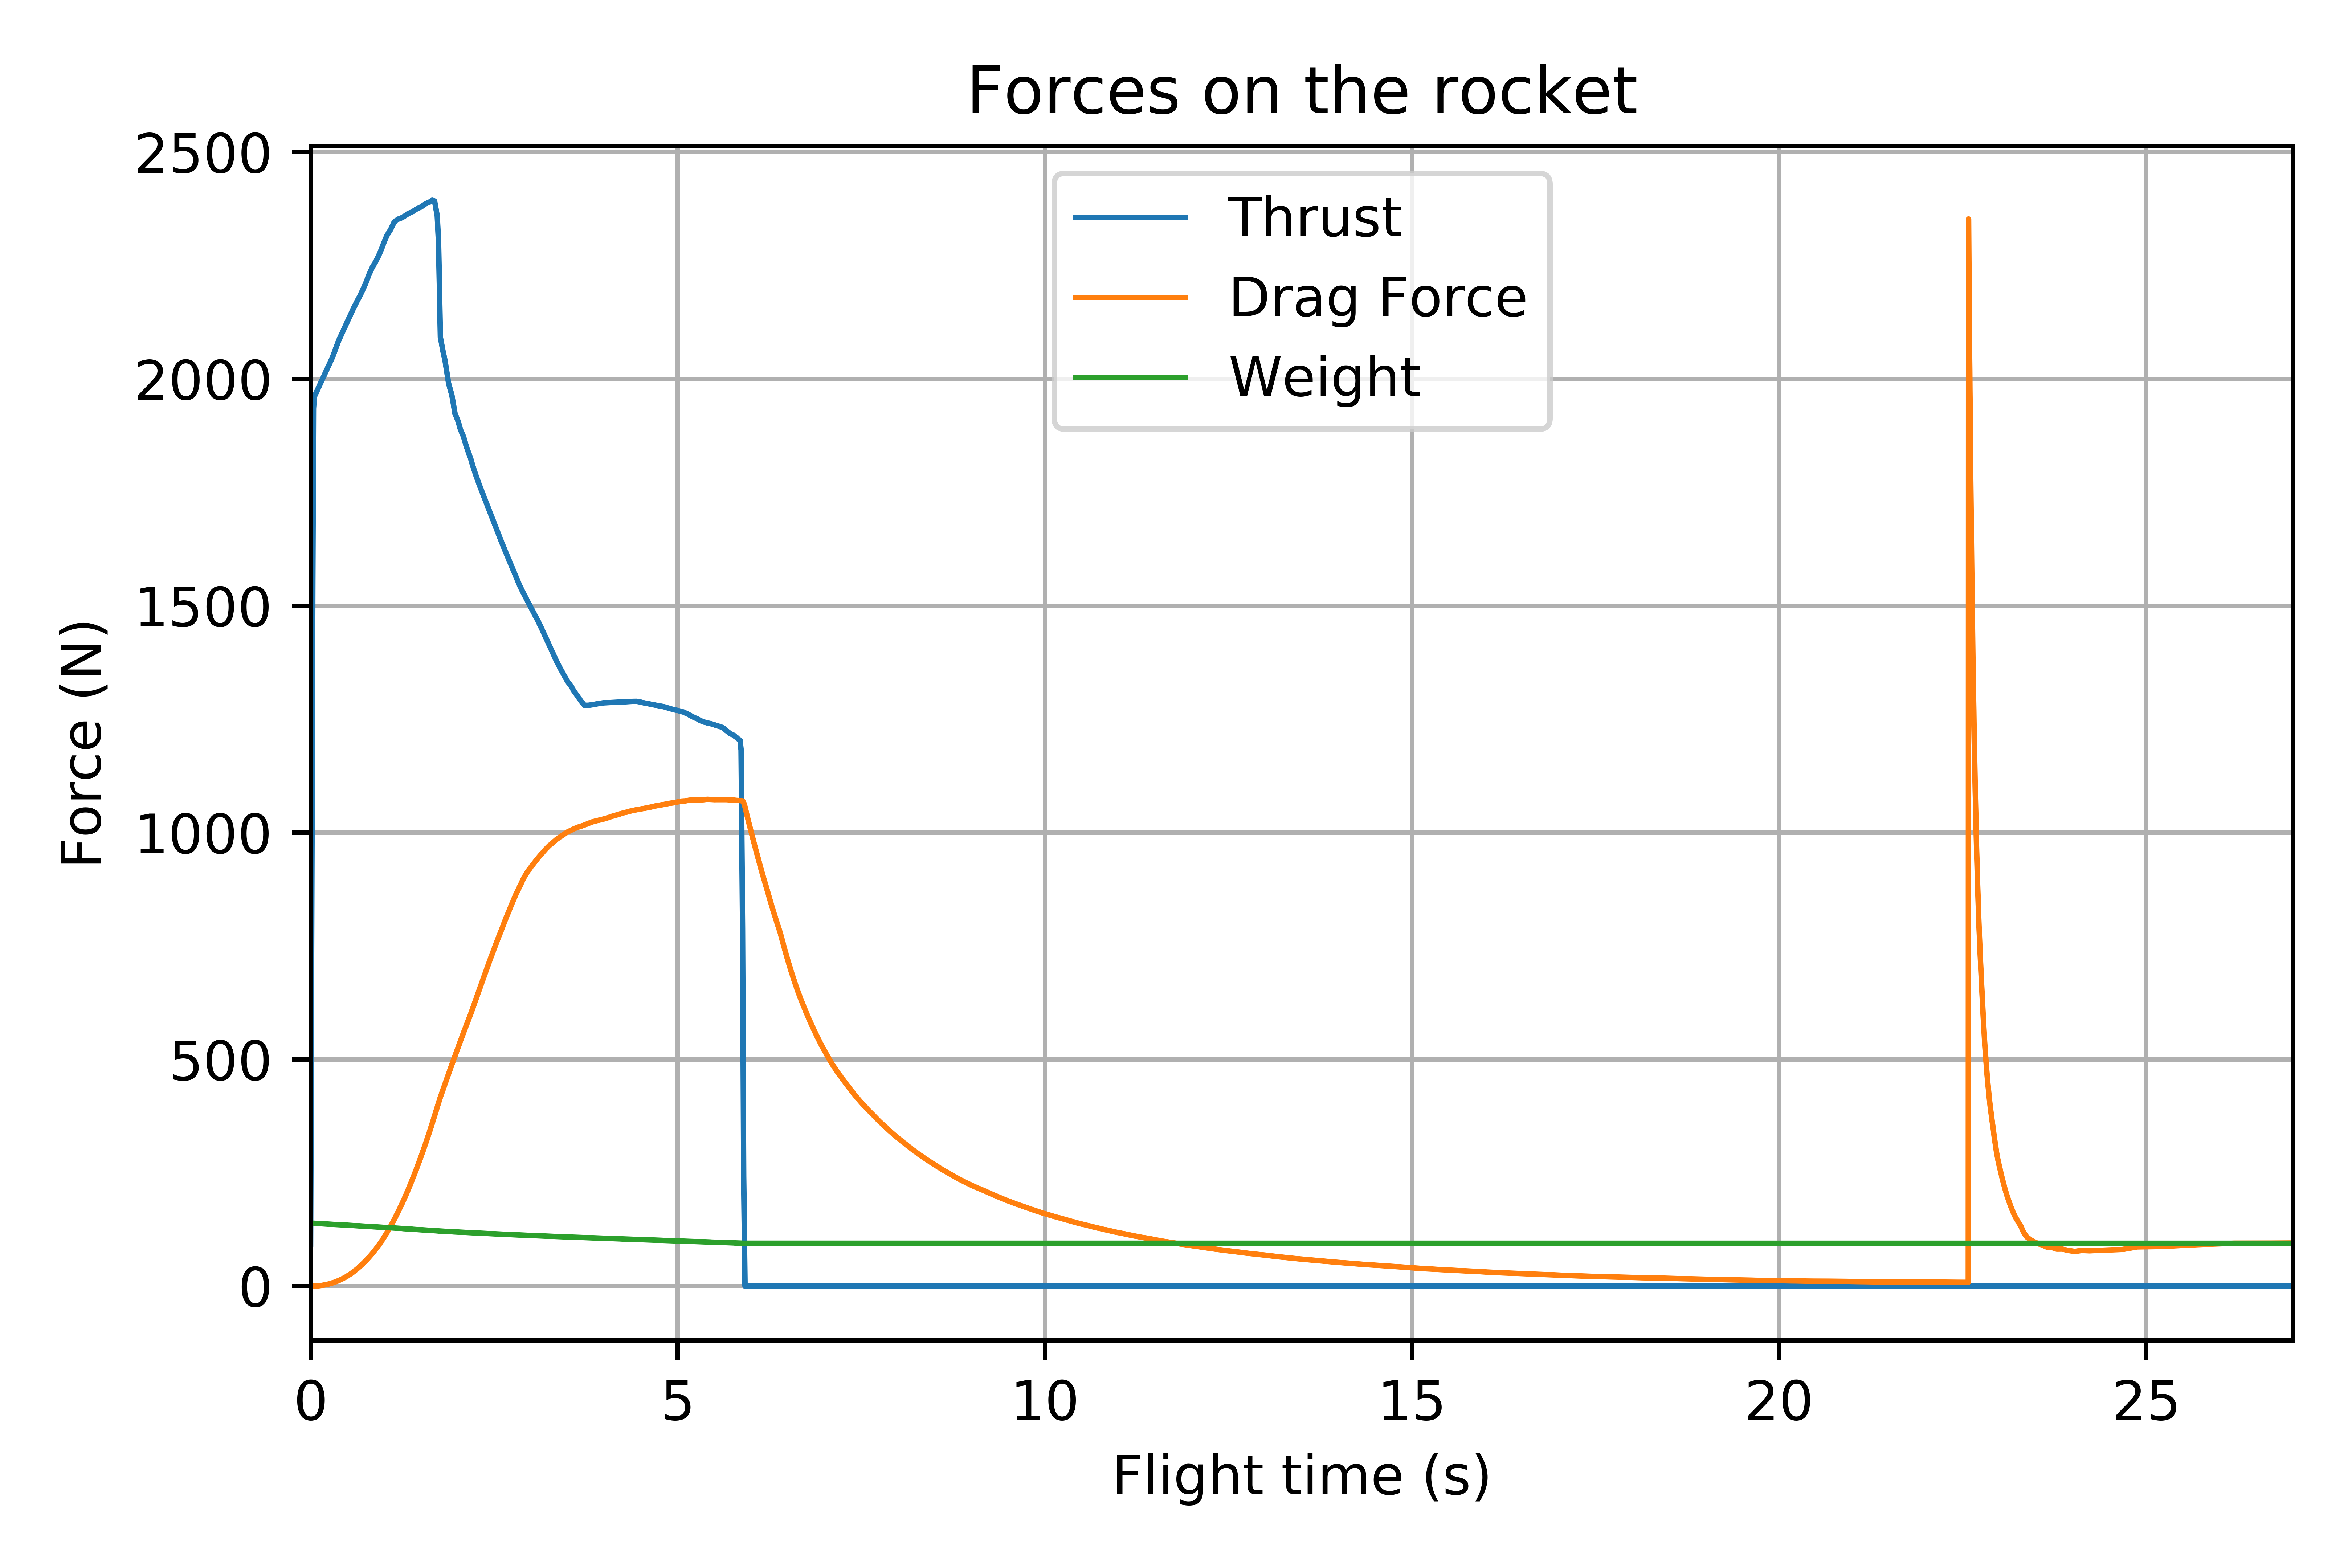 Forces on the rocket
2500
2000
1500
1000
500
0
Force (N)
Thrust
Drag Force
Weight
0 5 10 15 20 25
Flight time (s)